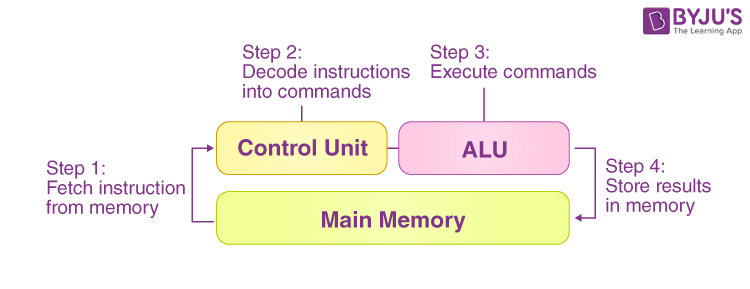 BYJU'S
The Learning App
Step 2:
Decode instructions
into commands
Step 3:
Execute commands
Control Unit
ALU
Step 1:
Fetch instruction
from memory
Step 4:
Store results
in memory
Main Memory